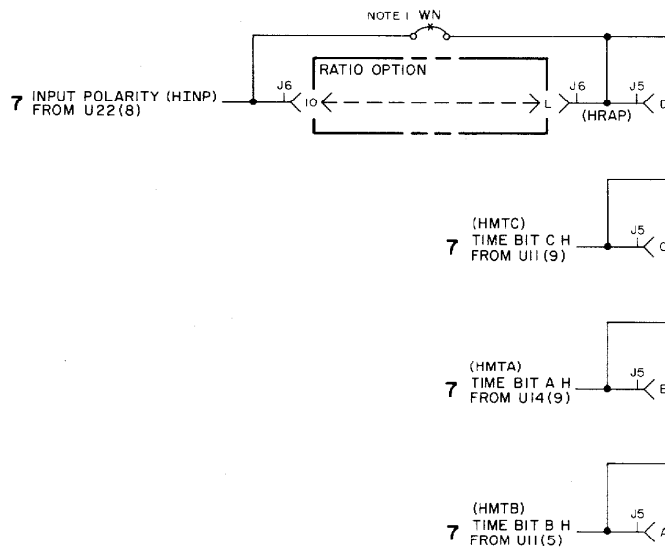 NOTE 1 WN
RATIO OPTION
7 INPUT POLARITY (HINP)
FROM U22(8)
J6
10
L
J6
(HRAP)
J5
(HMTC)
7 TIME BIT C H
FROM U11(9)
J5
(HMTA)
7 TIME BIT A H
FROM U14(9)
J5
(HMTB)
7 TIME BIT B H
FROM U11(5)
J5
A